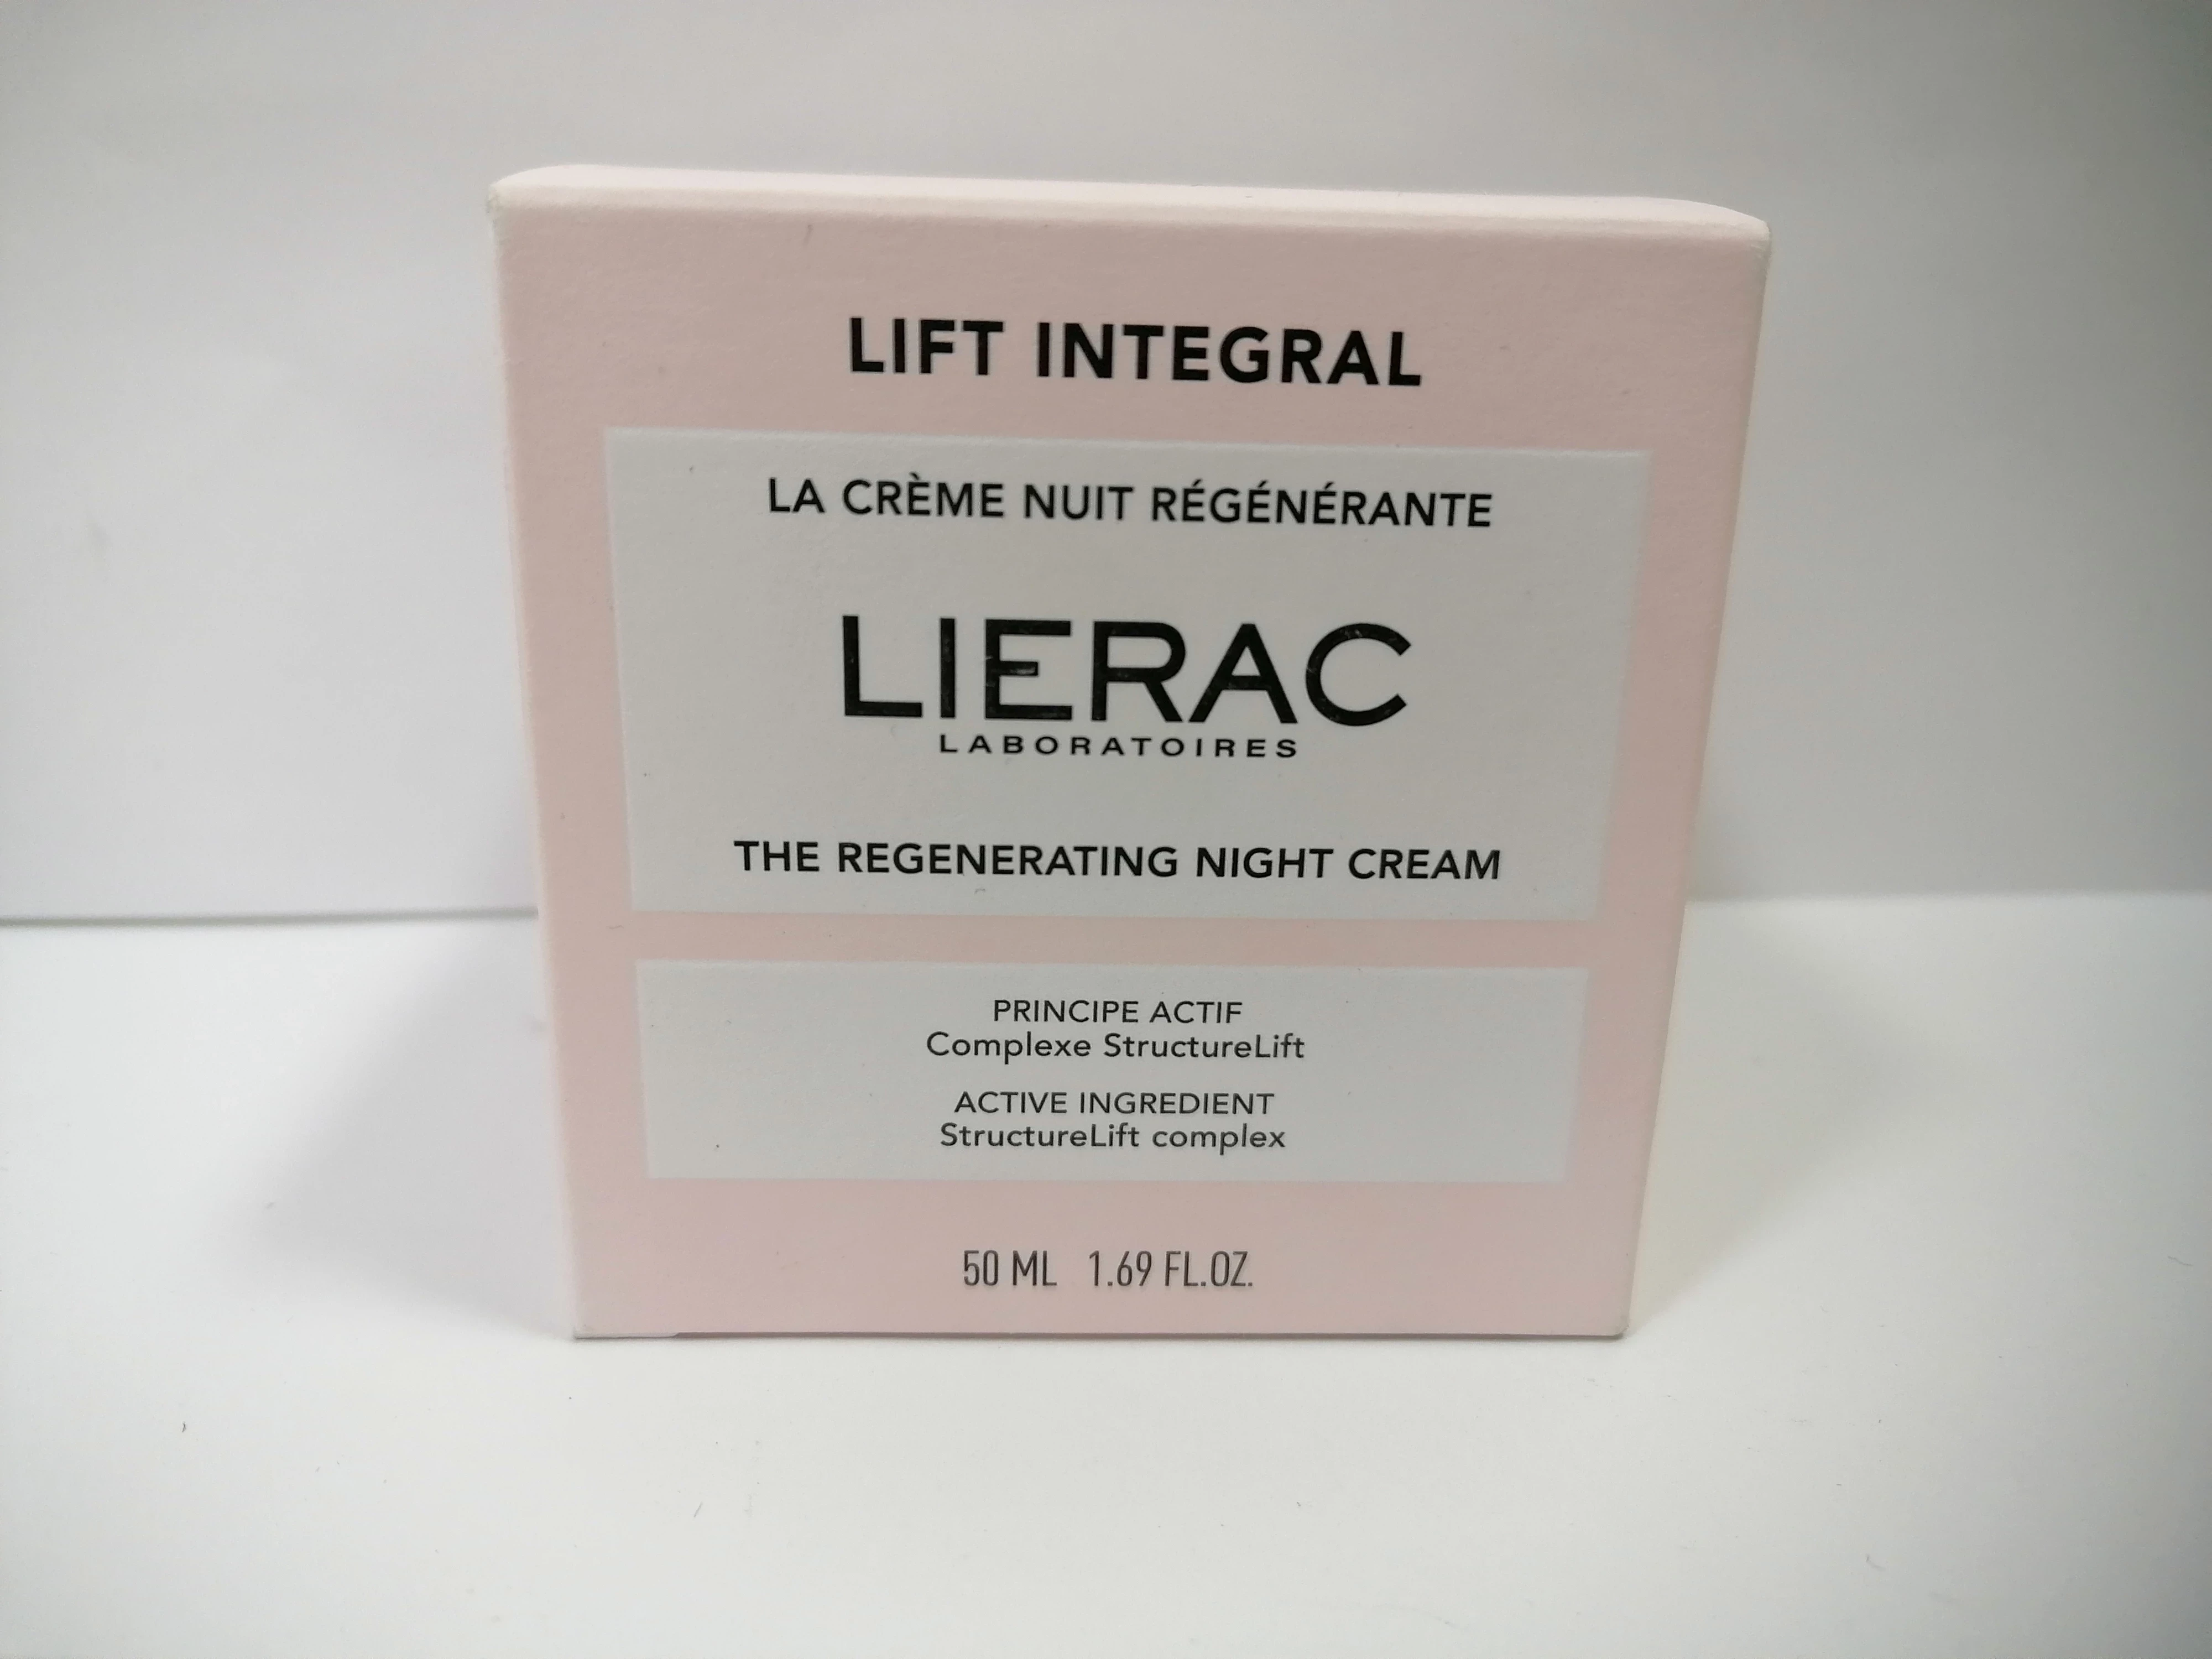 LIFT INTEGRAL
LA CRÈME NUIT RÉGÉNÉRANTE
LIERAC
LABORATOIRES
THE REGENERATING NIGHT CREAM
PRINCIPE ACTIF
Complexe StructureLift
ACTIVE INGREDIENT
StructureLift complex
50 ML 1.69 FL.OZ.